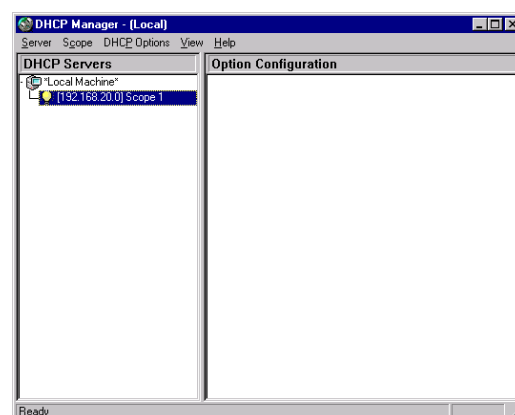 DHCP Manager - (Local)
Server Scope DHCP Options View Help
DHCP Servers
Option Configuration
*Local Machine*
[192.168.20.0] Scope 1
Ready